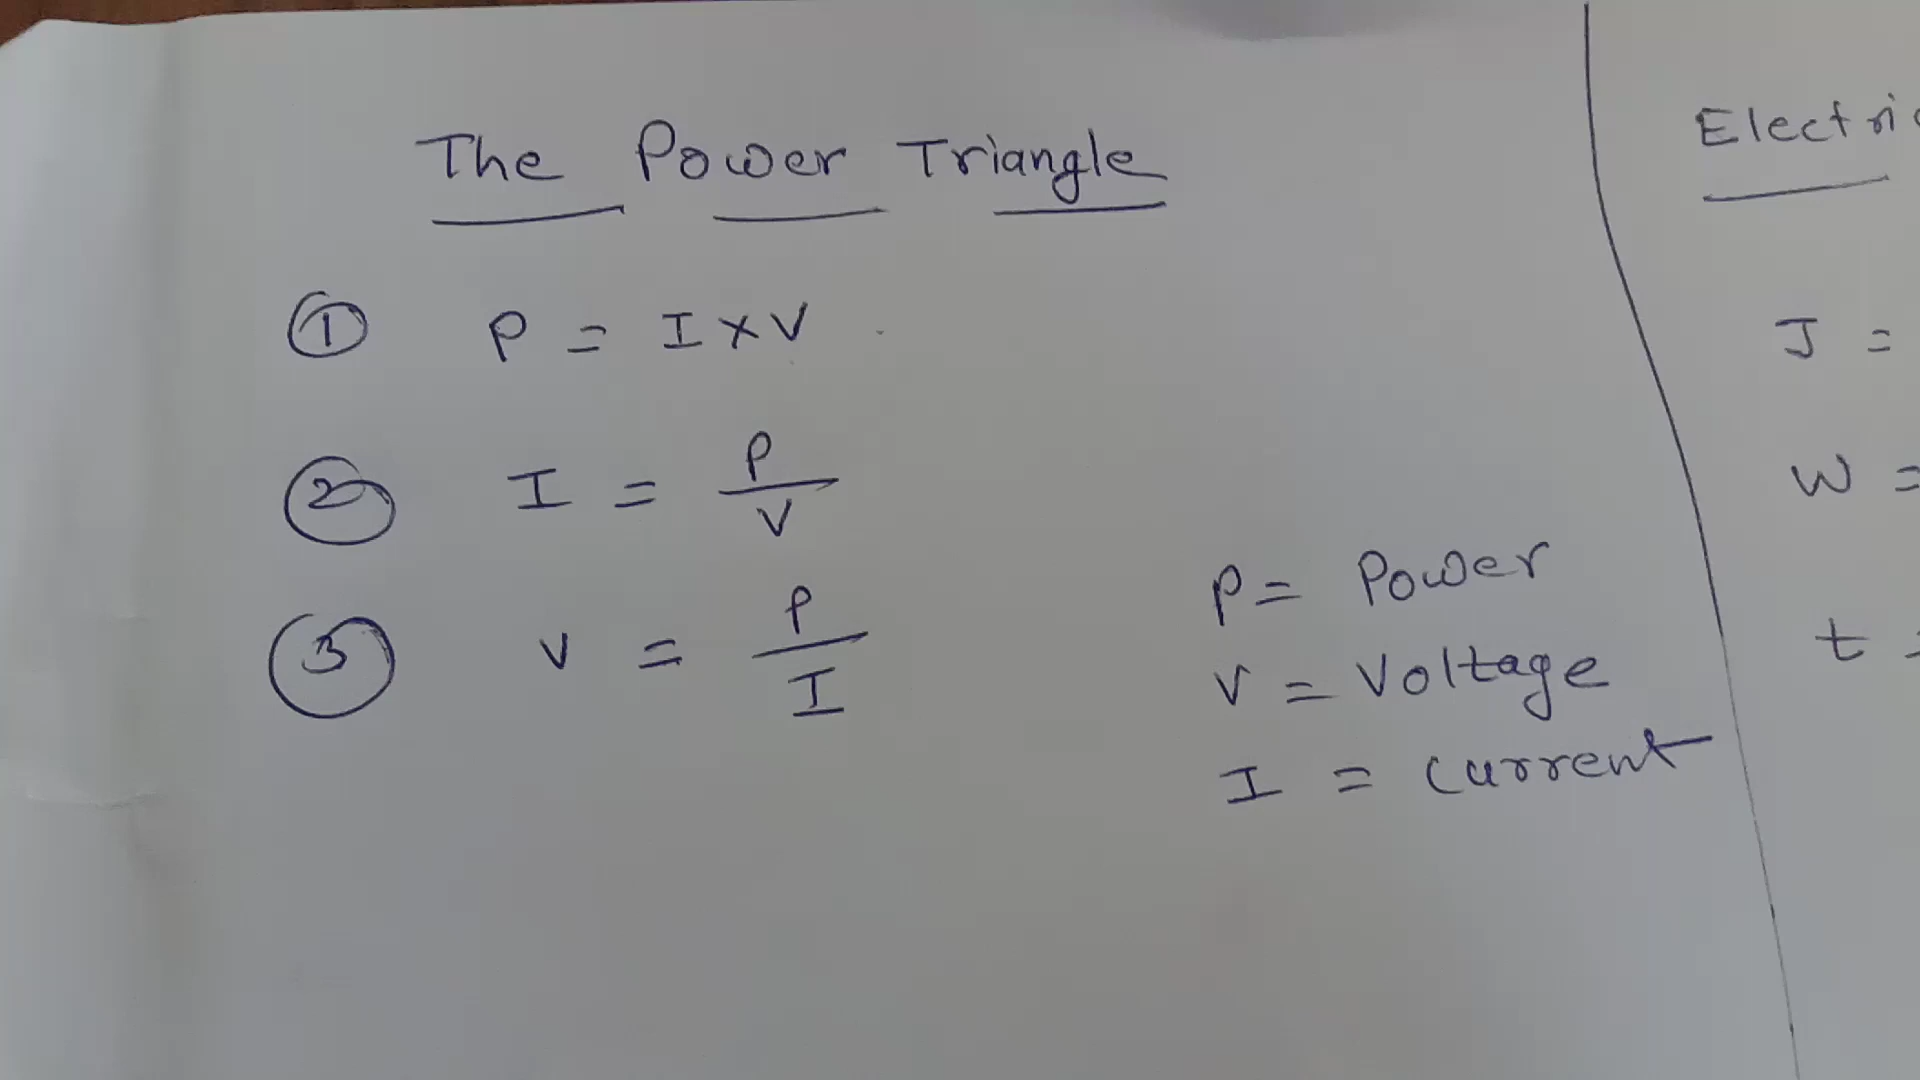 The Power Triangle
① P = I × V
② I = P/V
③ V = P/I
P = Power
V = Voltage
I = Current
J =
W =
t =